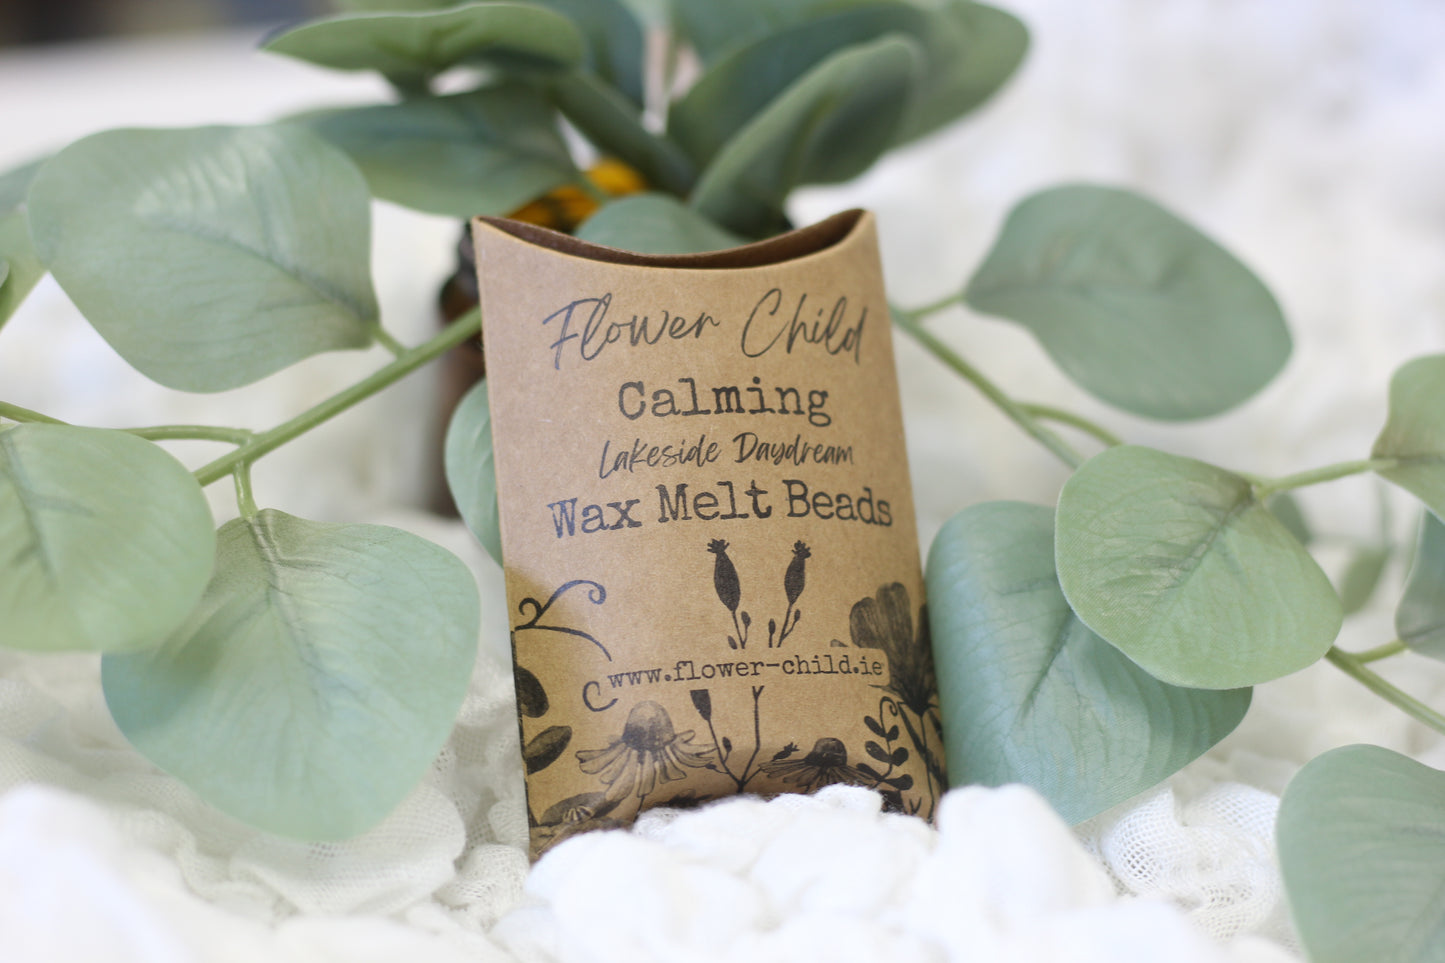 Flower Child
Calming
Lakeside Daydream
Wax Melt Beads
www.flower-child.ie